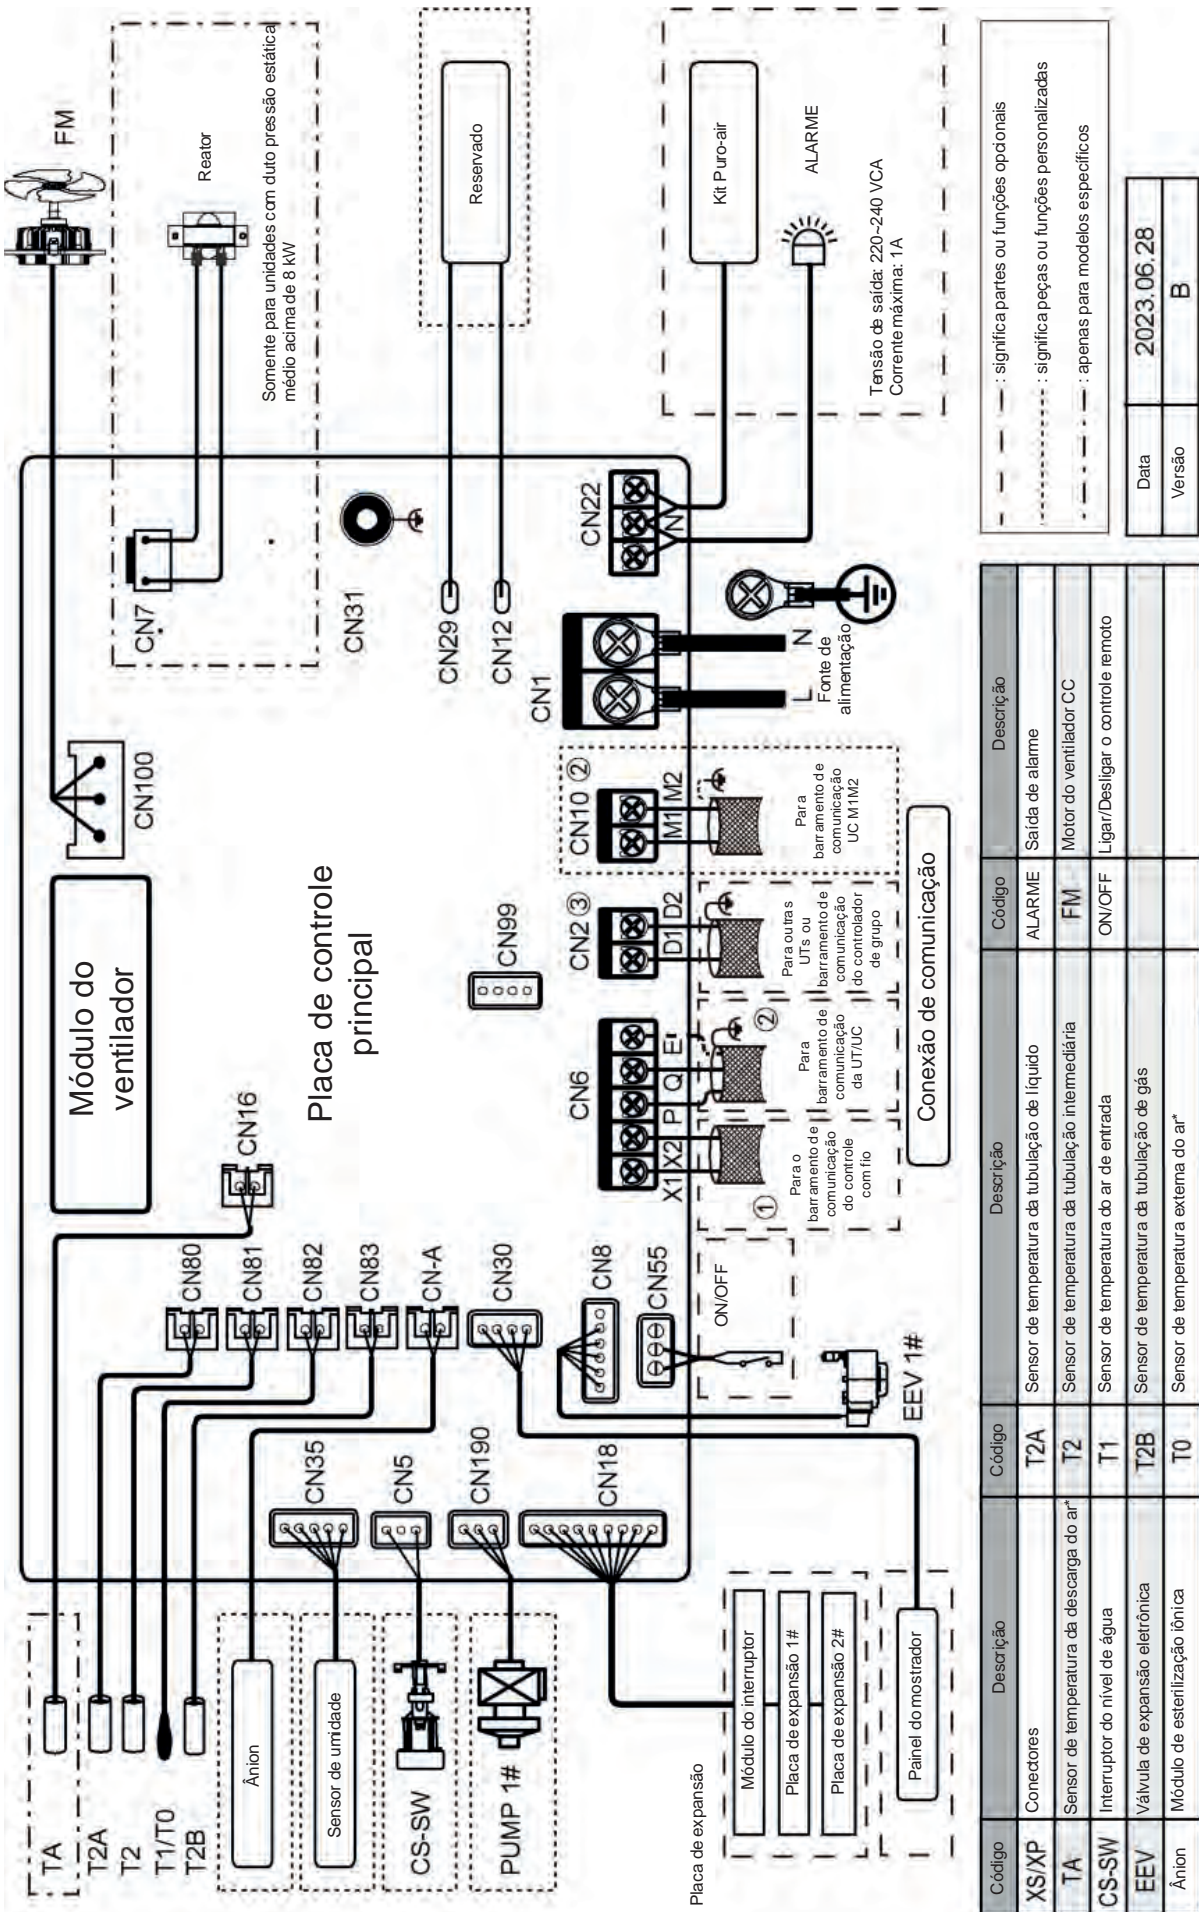 TA
T2A
T2
T1/T0
T2B
Ânion
Sensor de umidade
CS-SW
PUMP 1#
Placa de expansão
Módulo do interruptor
Placa de expansão 1#
Placa de expansão 2#
Painel do mostrador
CN80
CN81
CN82
CN83
CN-A
CN30
CN35
CN5
CN190
CN18
CN8
CN55
ON/OFF
EEV 1#
CN16
Módulo do
ventilador
CN100
FM
Placa de controle
principal
CN99
CN7
Reator
Somente para unidades com duto pressão estática
médio acima de 8 kW
CN31
CN29
CN12
Reservado
CN6
X1 X2 P Q E
CN2 ③
D1 D2
CN10 ②
M1 M2
CN1
L
N
Fonte de
alimentação
CN22
N
Kit Puro-air
ALARME
Tensão de saída: 220~240 VCA
Corrente máxima: 1A
①
Para o
barramento de
comunicação
do controle
com fio
②
Para
barramento de
comunicação
da UT/UC
Para outras
UTs ou
barramento de
comunicação
do controlador
de grupo
Para
barramento de
comunicação
UC M1M2
Conexão de comunicação
: significa partes ou funções opcionais
: significa peças ou funções personalizadas
: apenas para modelos específicos
Data 2023.06.28
Versão B
Código Descrição Código Descrição Código Descrição
XS/XP Conectores T2A Sensor de temperatura da tubulação de líquido ALARME Saída de alarme
TA Sensor de temperatura da descarga do ar* T2 Sensor de temperatura da tubulação intermediária FM Motor do ventilador CC
CS-SW Interruptor do nível de água T1 Sensor de temperatura do ar de entrada ON/OFF Ligar/Desligar o controle remoto
EEV Válvula de expansão eletrônica T2B Sensor de temperatura da tubulação de gás
Ânion Módulo de esterilização iônica T0 Sensor de temperatura externa do ar*